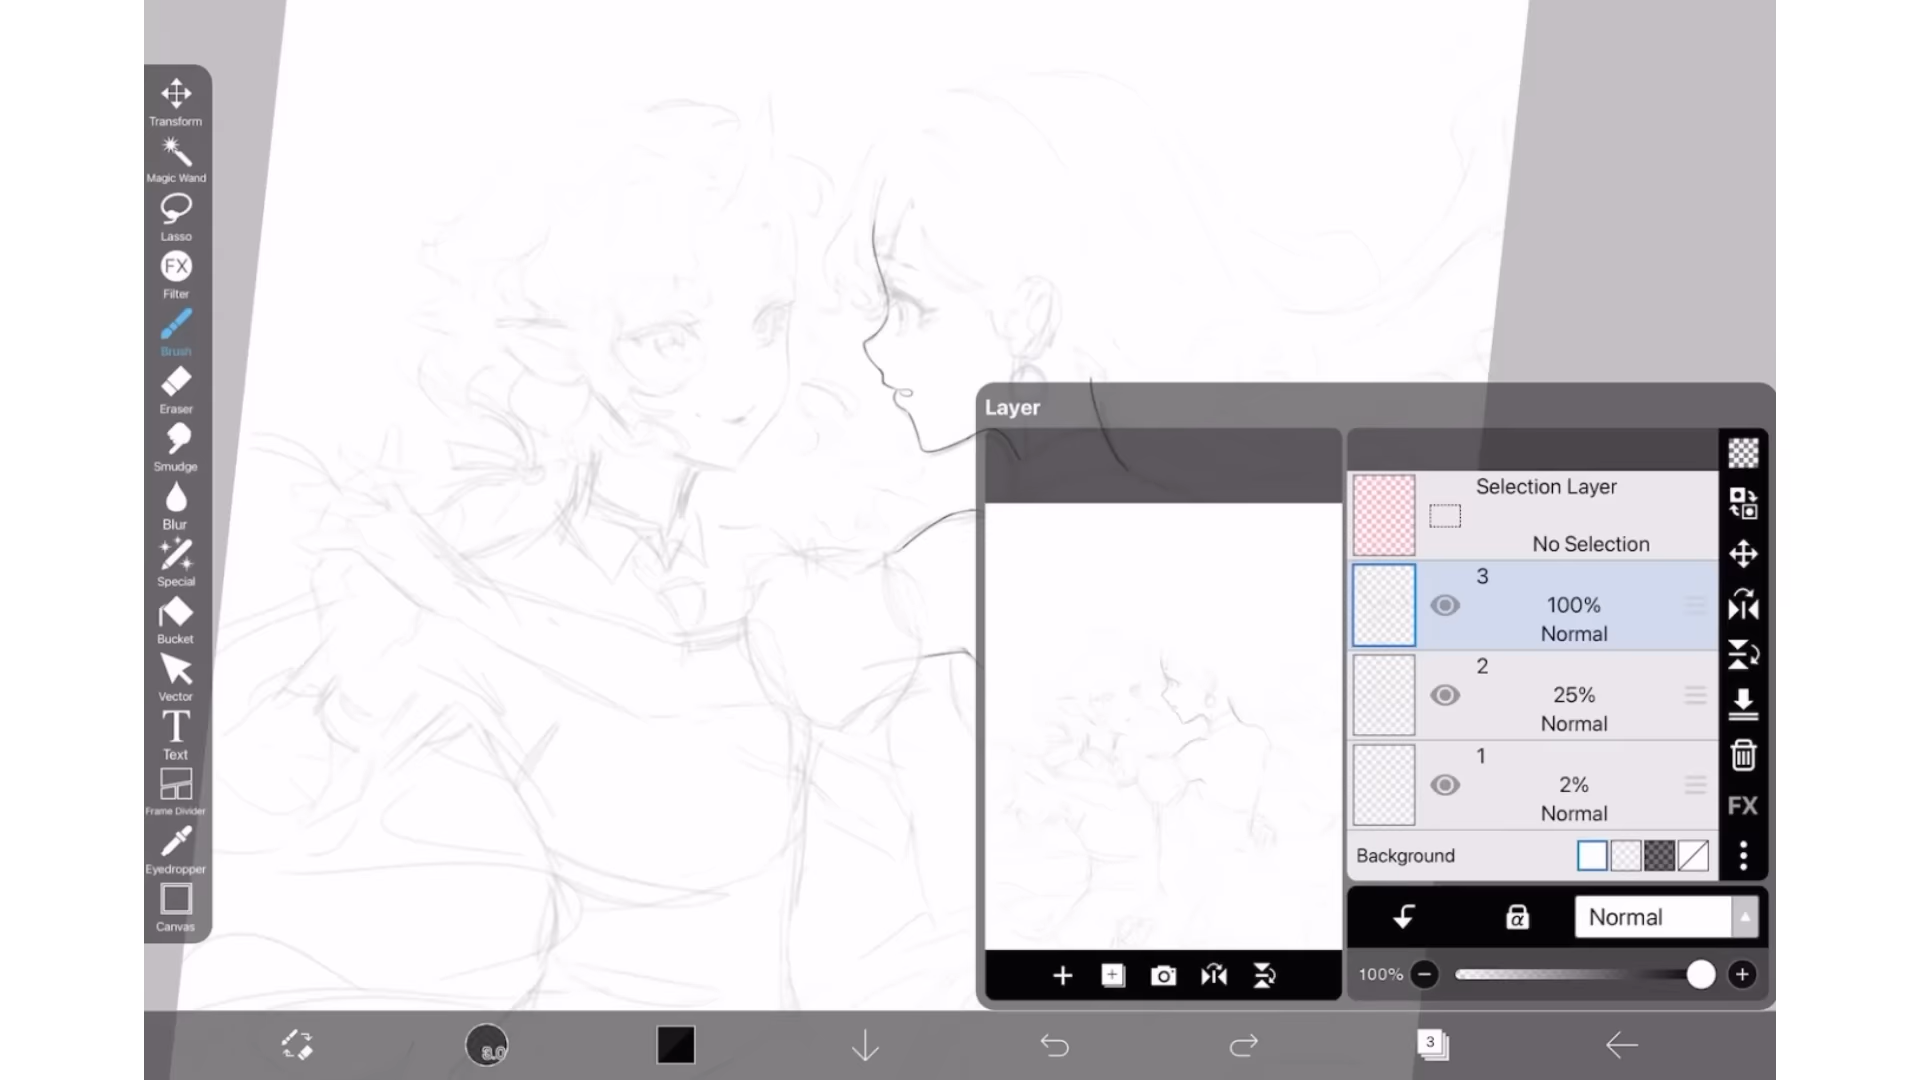 Transform
Magic Wand
Lasso
FX
Filter
Brush
Eraser
Smudge
Blur
Special
Bucket
Vector
T
Text
Frame Divider
Eyedropper
Canvas
Layer
Selection Layer
No Selection
3
100%
Normal
2
25%
Normal
1
2%
Normal
FX
Background
α
Normal
100%
3.0
3